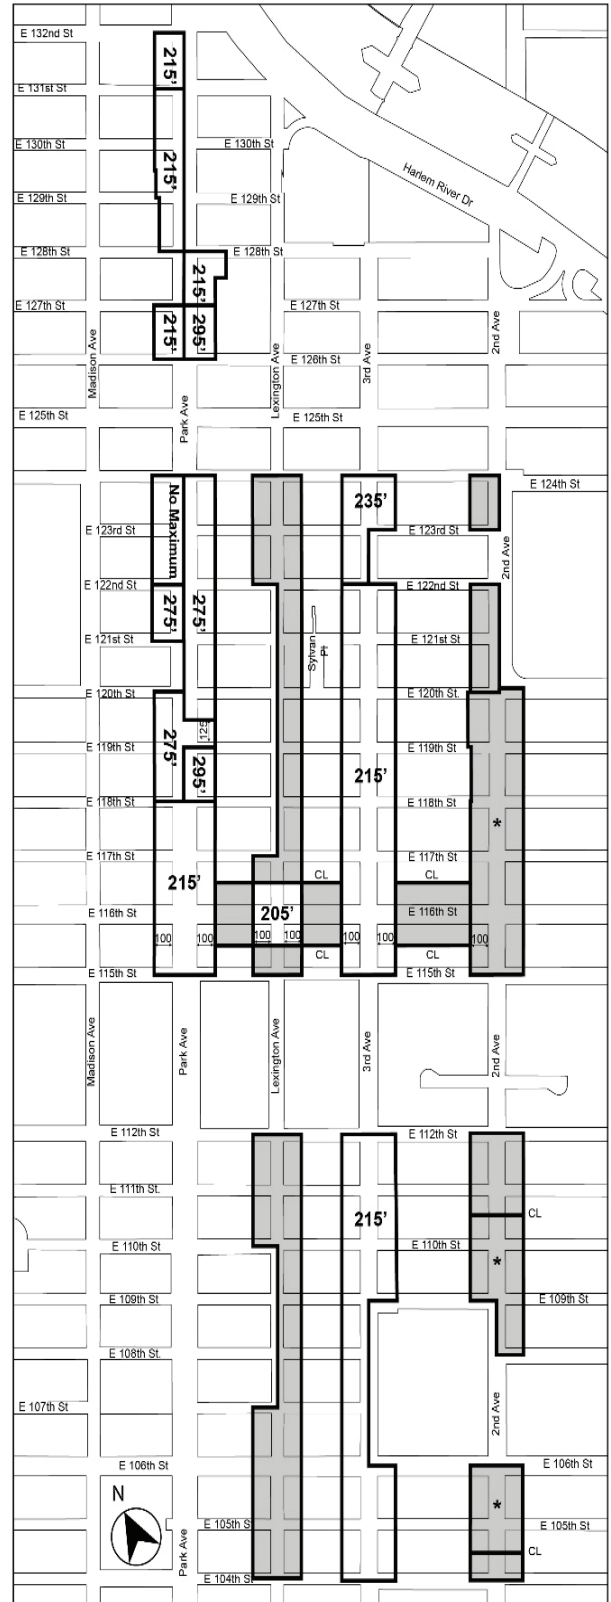 E 132nd St
215'
E 131st St
E 130th St
E 130th St
215'
Harlem River Dr
E 129th St
E 129th St
E 128th St
E 128th St
215'
E 127th St
E 127th St
215'
295'
Madison Ave
Lexington Ave
3rd Ave
2nd Ave
E 126th St
Park Ave
E 125th St
E 125th St
E 124th St
No Maximum
235'
E 123rd St
E 123rd St
2nd Ave
E 122nd St
E 122nd St
275'
275'
E 121st St
E 121st St
Sylvan Pl
E 120th St
E 120th St.
125
275'
E 119th St
E 119th St
295'
215'
E 118th St
E 118th St
*
E 117th St
E 117th St
CL
CL
215'
205'
E 116th St
E 116th St
100
100
100
100
100
100
100
CL
CL
E 115th St
E 115th St
Madison Ave
Park Ave
Lexington Ave
3rd Ave
2nd Ave
E 112th St
E 112th St
E 111th St.
215'
CL
E 110th St
E 110th St
*
E 109th St
E 109th St
E 108th St.
E 107th St
2nd Ave
E 106th St
E 106th St
N
*
E 105th St
E 105th St
Park Ave
CL
E 104th St